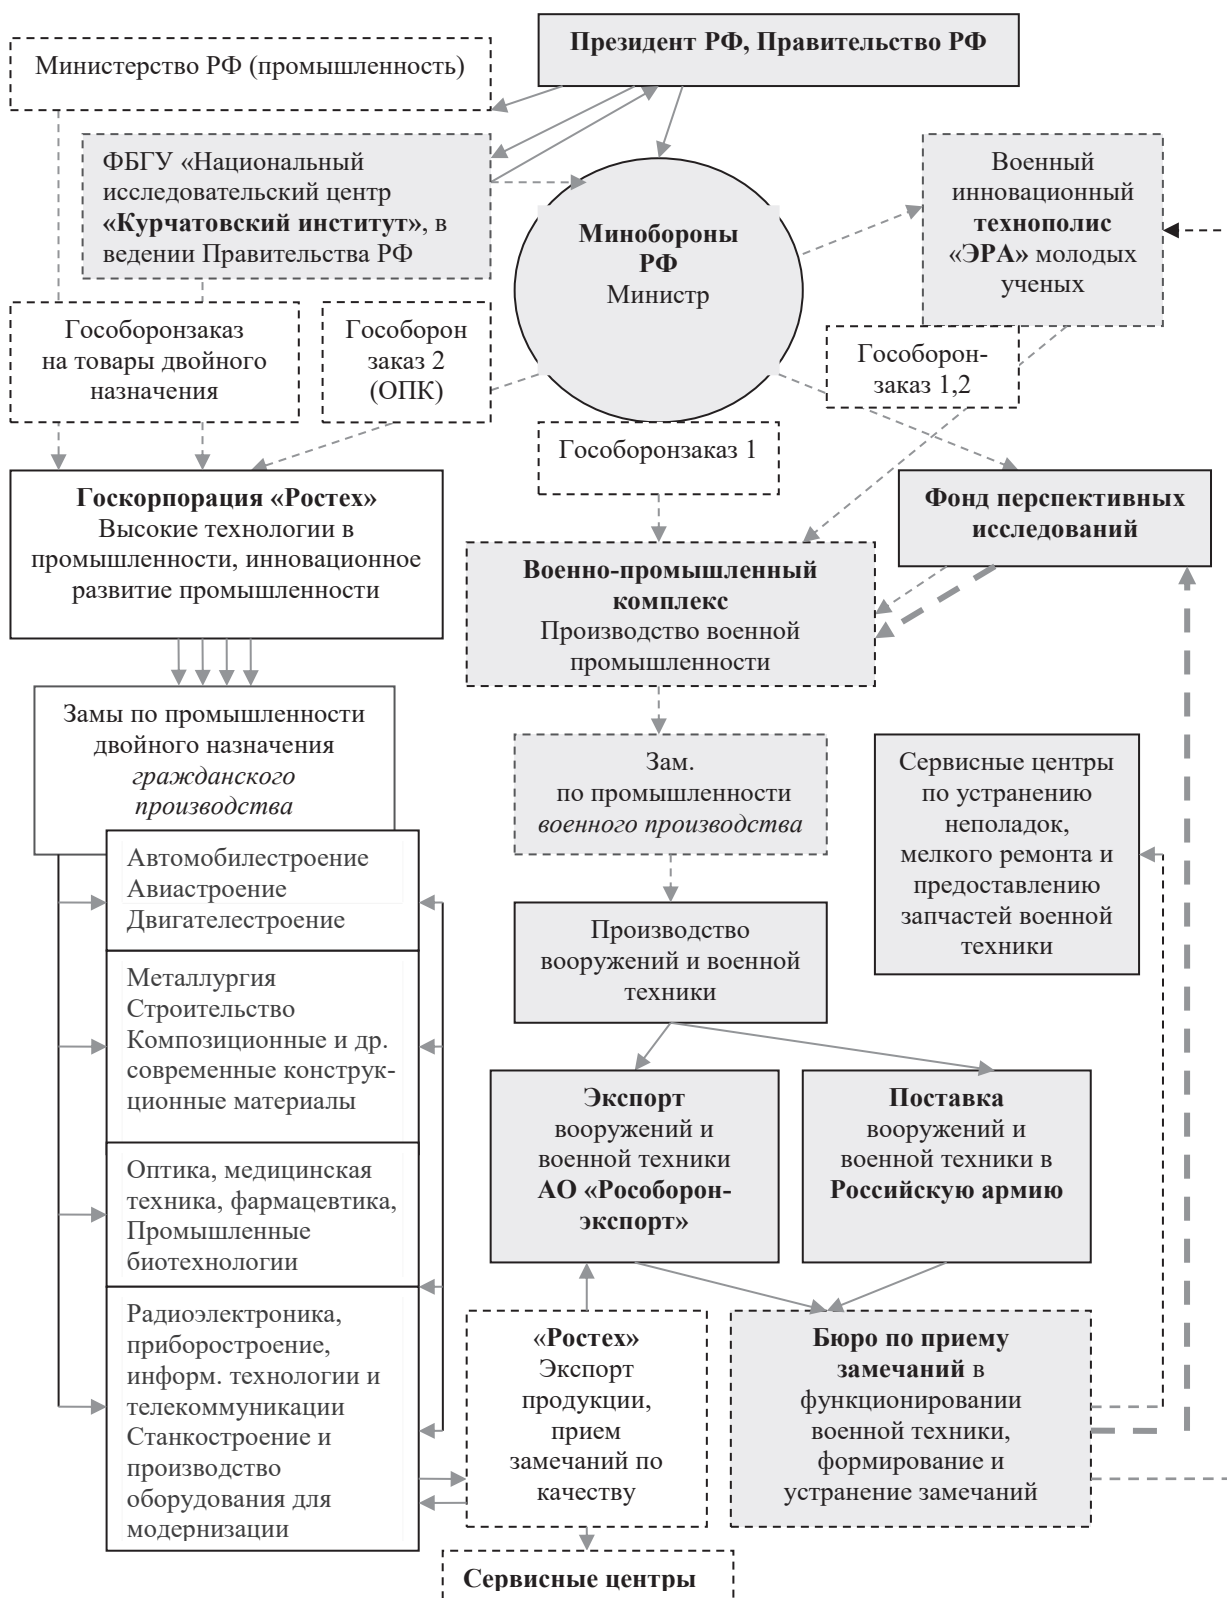 Президент РФ, Правительство РФ
Министерство РФ (промышленность)
ФБГУ «Национальный
исследовательский центр
«Курчатовский институт», в
ведении Правительства РФ
Минобороны
РФ
Министр
Военный
инновационный
технополис
«ЭРА» молодых
ученых
Гособоронзаказ
на товары двойного
назначения
Гособорон
заказ 2
(ОПК)
Гособорон-
заказ 1,2
Гособоронзаказ 1
Госкорпорация «Ростех»
Высокие технологии в
промышленности, инновационное
развитие промышленности
Фонд перспективных
исследований
Военно-промышленный
комплекс
Производство военной
промышленности
Замы по промышленности
двойного назначения
гражданского
производства
Зам.
по промышленности
военного производства
Сервисные центры
по устранению
неполадок,
мелкого ремонта и
предоставлению
запчастей военной
техники
Автомобилестроение
Авиастроение
Двигателестроение
Производство
вооружений и военной
техники
Металлургия
Строительство
Композиционные и др.
современные конструк-
ционные материалы
Экспорт
вооружений и
военной техники
АО «Рособорон-
экспорт»
Поставка
вооружений и
военной техники в
Российскую армию
Оптика, медицинская
техника, фармацевтика,
Промышленные
биотехнологии
Радиоэлектроника,
приборостроение,
информ. технологии и
телекоммуникации
Станкостроение и
производство
оборудования для
модернизации
«Ростех»
Экспорт
продукции,
прием
замечаний по
качеству
Бюро по приему
замечаний в
функционировании
военной техники,
формирование и
устранение замечаний
Сервисные центры